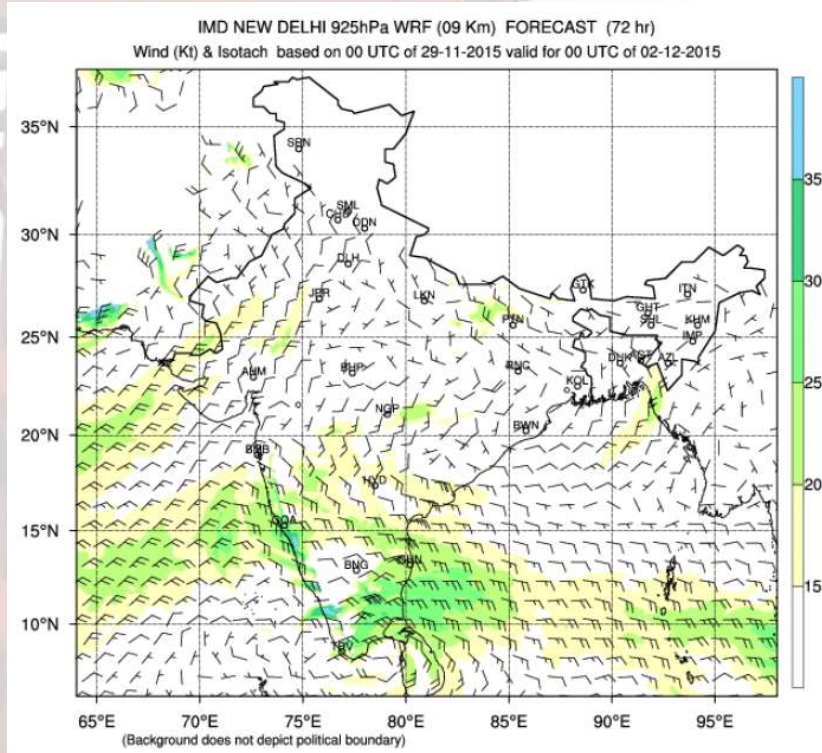 IMD NEW DELHI 925hPa WRF (09 Km) FORECAST (72 hr)
Wind (Kt) & Isotach based on 00 UTC of 29-11-2015 valid for 00 UTC of 02-12-2015
35°N
SRN
35
SML
CHD
DDN
30°N
DLH
30
JPR
LKN
GTK
ITN
GHT
SHL
KHM
PTN
IMP
25°N
AHM
BHP
RNC
DHK
AGT
AZL
25
KOL
NGP
BWN
20°N
HYD
20
GOA
15°N
BNG
CHN
15
10°N
TRV
65°E 70°E 75°E 80°E 85°E 90°E 95°E
(Background does not depict political boundary)